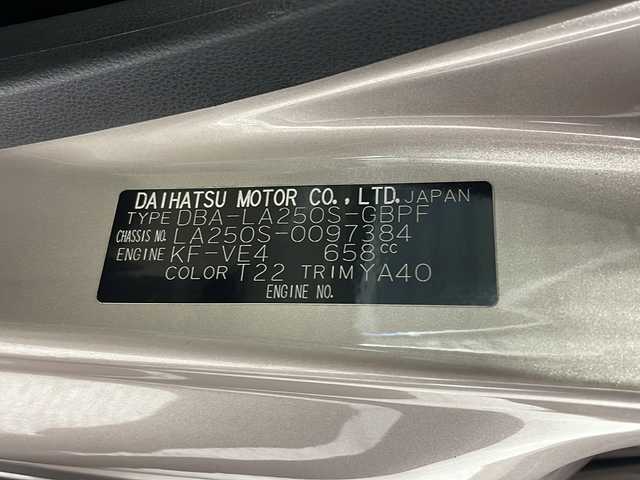 DAIHATSU MOTOR CO., LTD. JAPAN
TYPE DBA-LA250S-GBPF
CHASSIS NO. LA250S-0097384
ENGINE KF-VE4 658CC
COLOR T22 TRIM YA40
ENGINE NO.